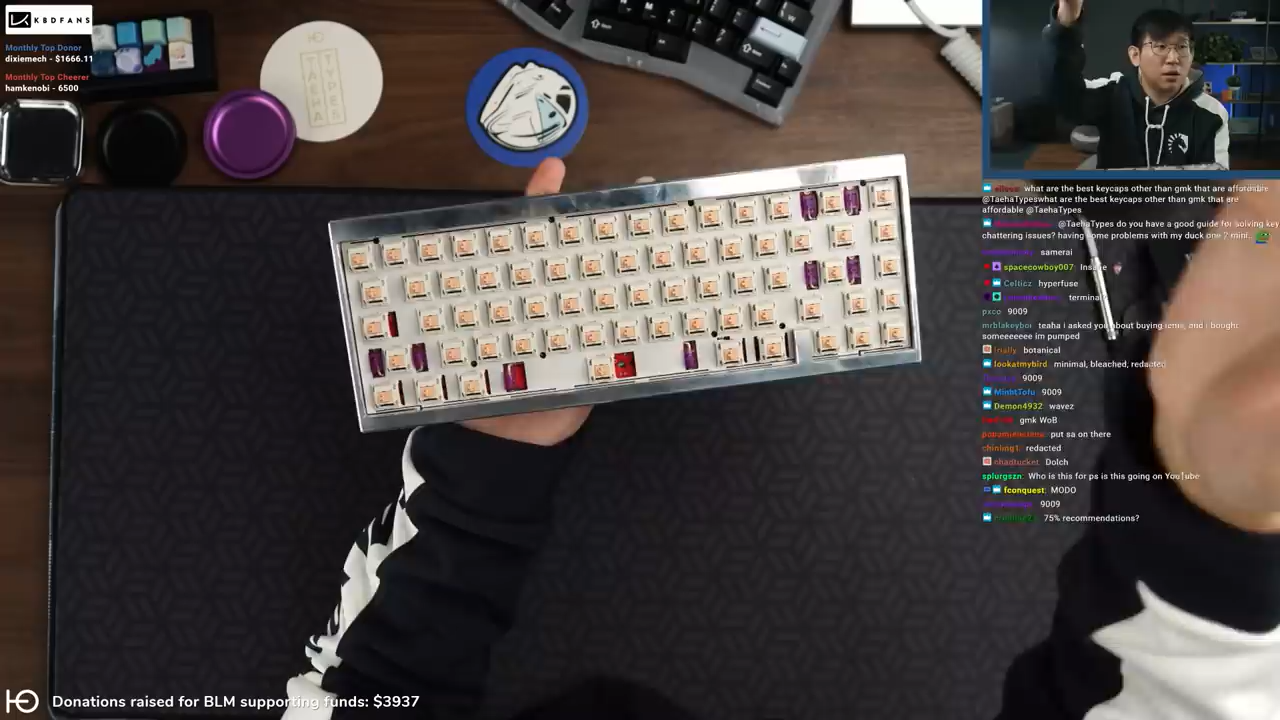 KBDFANS
Monthly Top Donor
dixiemech - $1666.11
Monthly Top Cheerer
hamkenobi - 6500
TAEHA
TYPES
what are the best keycaps other than gmk that are affordable
@TaehaTypeswhat are the best keycaps other than gmk that are
affordable @TaehaTypes
@TaehaTypes do you have a good guide for solving key
chattering issues? having some problems with my duck one 2 mini..
samerai
spacecowboy007: Insane
Celticz hyperfuse
terminal
pxco 9009
mrblakeyboi teaha i asked you about buying
someeeeeee im pumped
botanical
lookatmybird minimal, bleached, redacted
9009
MinhtTofu 9009
Demon4932 wavez
gmk WoB
put sa on there
chinling1: redacted
Dolch
splurgszn: Who is this for ps is this going on YouTube
fconquest: MODO
9009
75% recommendations?
Donations raised for BLM supporting funds: $3937